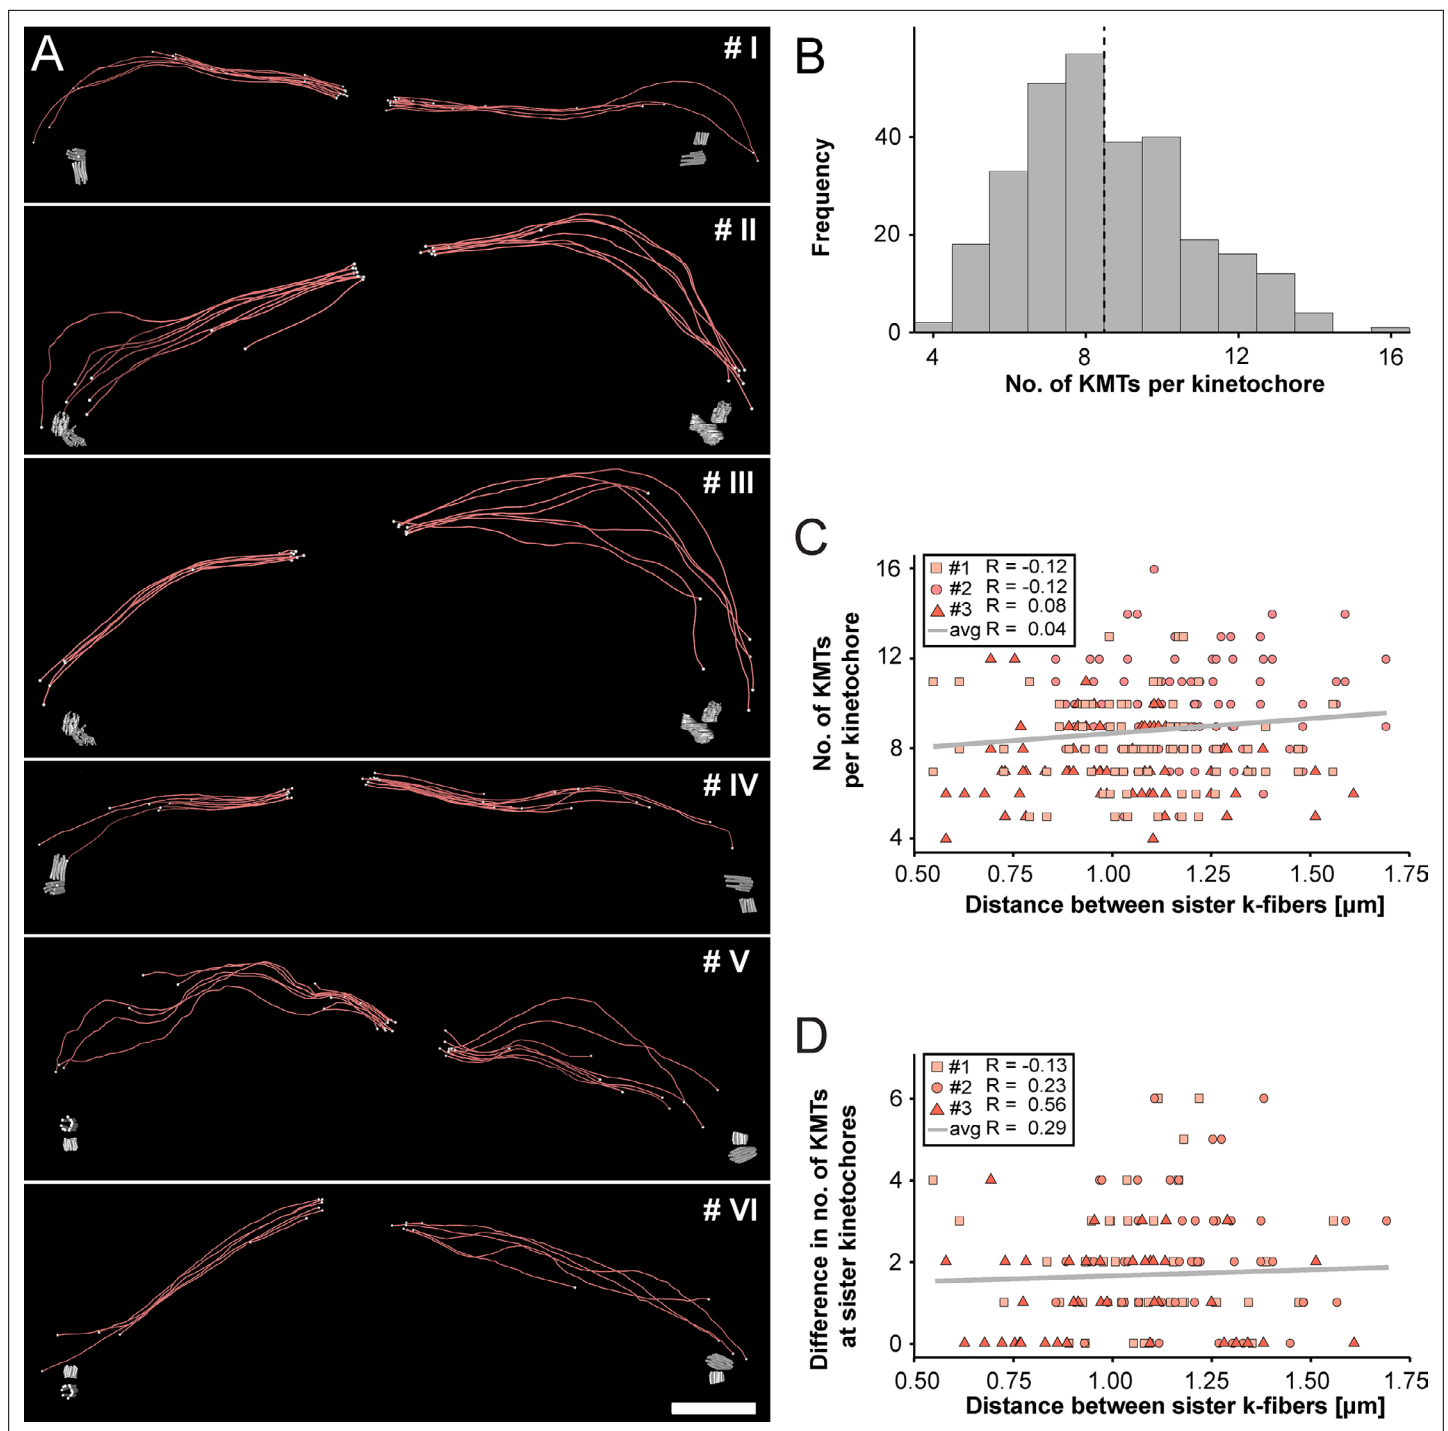 A
# I
# II
# III
# IV
# V
# VI
B
Frequency
40
20
0
4 8 12 16
No. of KMTs per kinetochore
C
No. of KMTs
per kinetochore
16
12
8
4
#1 R = -0.12
#2 R = -0.12
#3 R = 0.08
avg R = 0.04
0.50 0.75 1.00 1.25 1.50 1.75
Distance between sister k-fibers [µm]
D
Difference in no. of KMTs
at sister kinetochores
6
4
2
0
#1 R = -0.13
#2 R = 0.23
#3 R = 0.56
avg R = 0.29
0.50 0.75 1.00 1.25 1.50 1.75
Distance between sister k-fibers [µm]